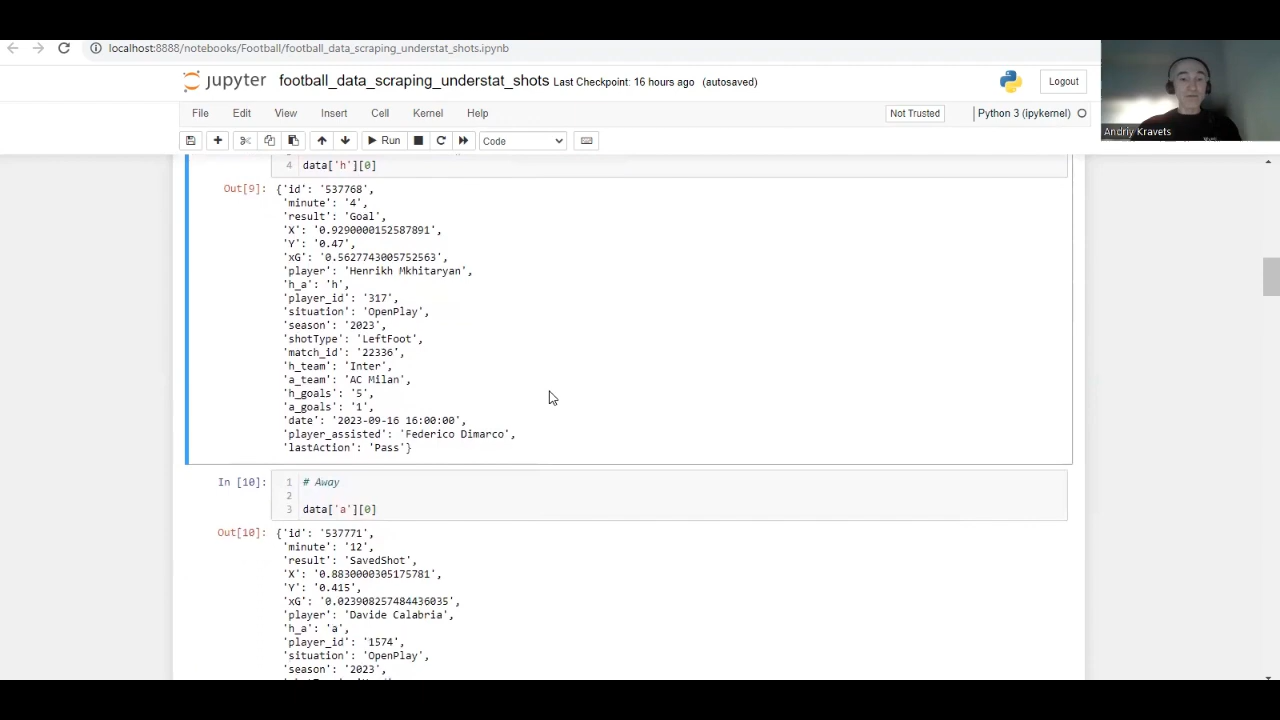 localhost:8888/notebooks/Football/football_data_scraping_understat_shots.ipynb
jupyter football_data_scraping_understat_shots Last Checkpoint: 16 hours ago (autosaved)
Logout
Andriy Kravets
File Edit View Insert Cell Kernel Help
Not Trusted
Python 3 (ipykernel)
Run
Code
4 data['h'][0]
Out[9]: {'id': '537768',
'minute': '4',
'result': 'Goal',
'X': '0.9290000152587891',
'Y': '0.47',
'xG': '0.5627743005752563',
'player': 'Henrikh Mkhitaryan',
'h_a': 'h',
'player_id': '317',
'situation': 'OpenPlay',
'season': '2023',
'shotType': 'LeftFoot',
'match_id': '22336',
'h_team': 'Inter',
'a_team': 'AC Milan',
'h_goals': '5',
'a_goals': '1',
'date': '2023-09-16 16:00:00',
'player_assisted': 'Federico Dimarco',
'lastAction': 'Pass'}
In [10]: 1 # Away
2
3 data['a'][0]
Out[10]: {'id': '537771',
'minute': '12',
'result': 'SavedShot',
'X': '0.8830000305175781',
'Y': '0.415',
'xG': '0.023908257484436035',
'player': 'Davide Calabria',
'h_a': 'a',
'player_id': '1574',
'situation': 'OpenPlay',
'season': '2023',